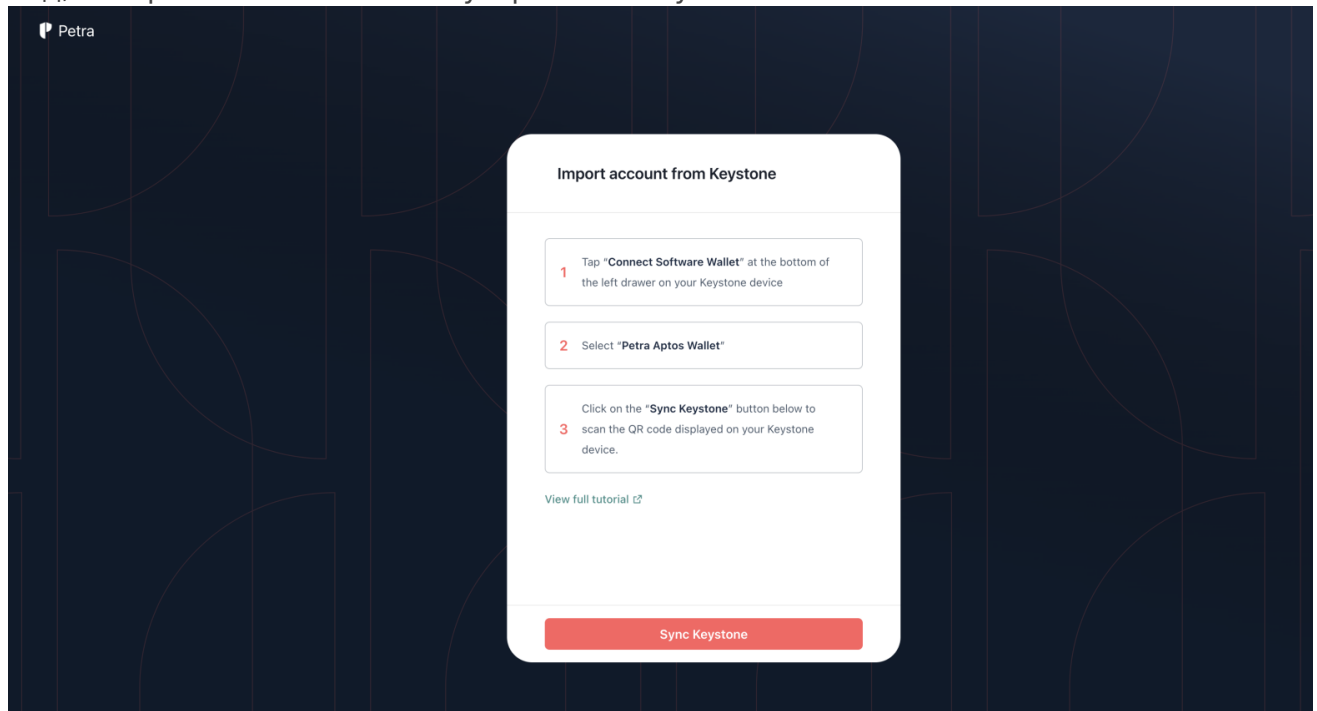 Petra
Import account from Keystone
1
Tap “Connect Software Wallet” at the bottom of
the left drawer on your Keystone device
2
Select “Petra Aptos Wallet”
3
Click on the “Sync Keystone” button below to
scan the QR code displayed on your Keystone
device.
View full tutorial
Sync Keystone